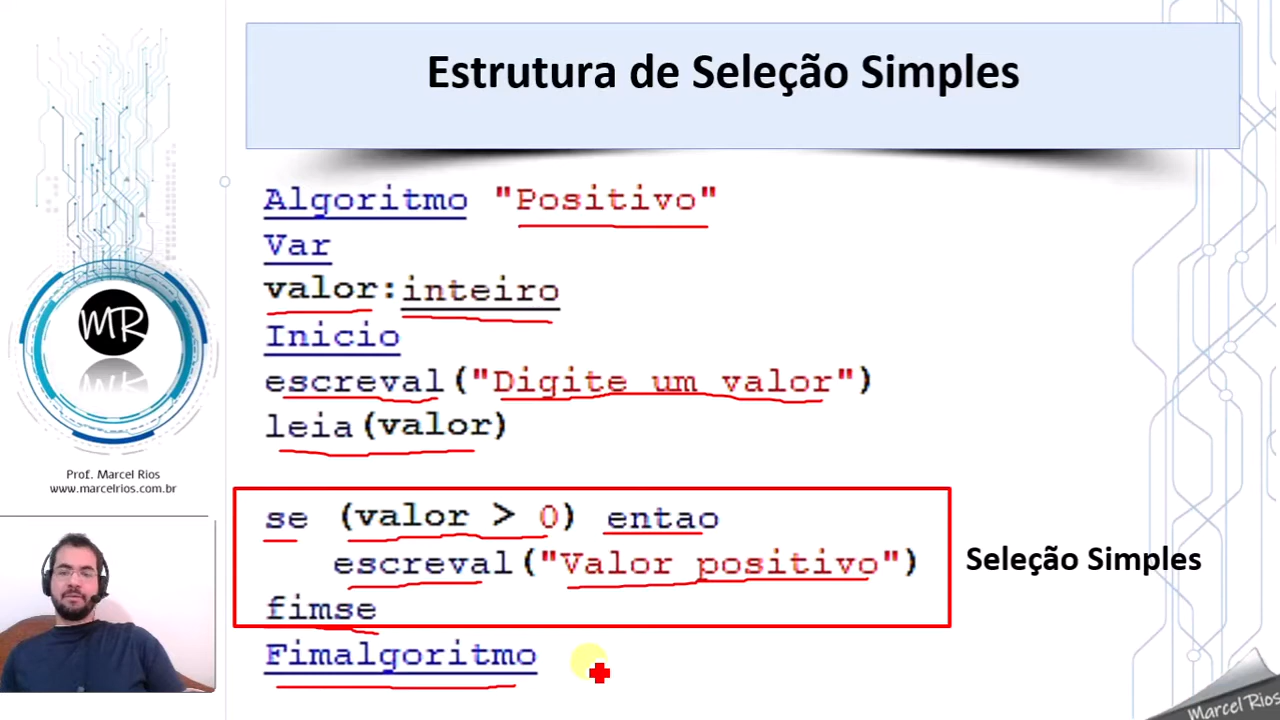 Estrutura de Seleção Simples
Algoritmo "Positivo"
Var
valor:inteiro
Inicio
escreval("Digite um valor")
leia(valor)
se (valor > 0) entao
escreval("Valor positivo")
fimse
Fimalgoritmo
Seleção Simples
MR
Prof. Marcel Rios
www.marcelrios.com.br
Marcel Rios